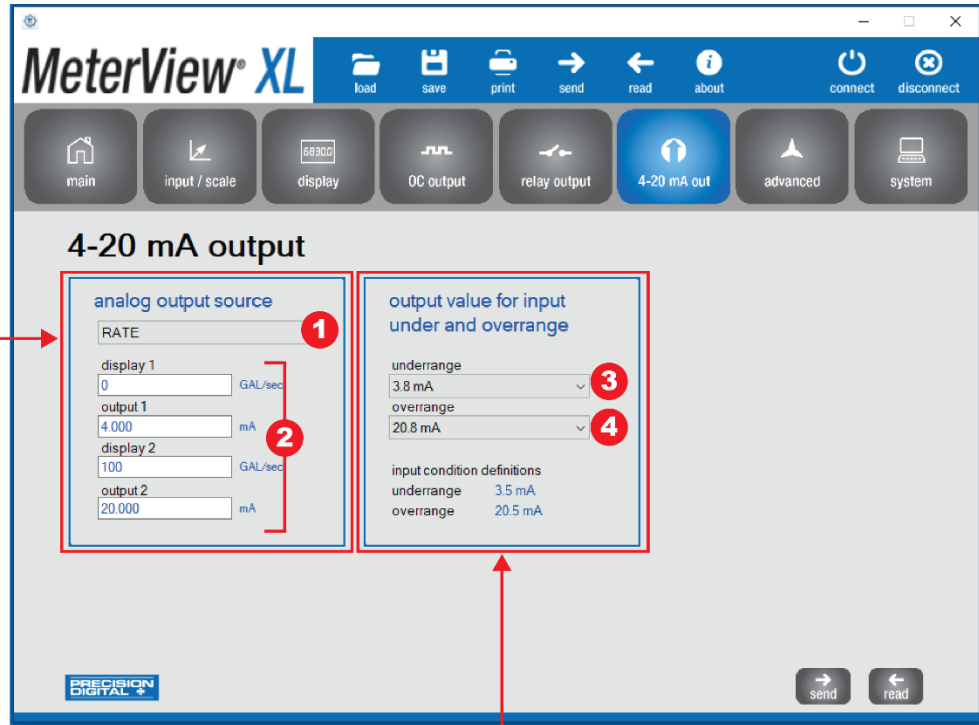 MeterView® XL
load save print send read about connect disconnect
main input / scale 68300 display OC output relay output 4-20 mA out advanced system
4-20 mA output
analog output source
RATE
1
display 1
0 GAL/sec
output 1
4.000 mA
2
display 2
100 GAL/sec
output 2
20.000 mA
output value for input
under and overrange
underrange
3.8 mA
3
overrange
20.8 mA
4
input condition definitions
underrange 3.5 mA
overrange 20.5 mA
PRECISION
DIGITAL
send read